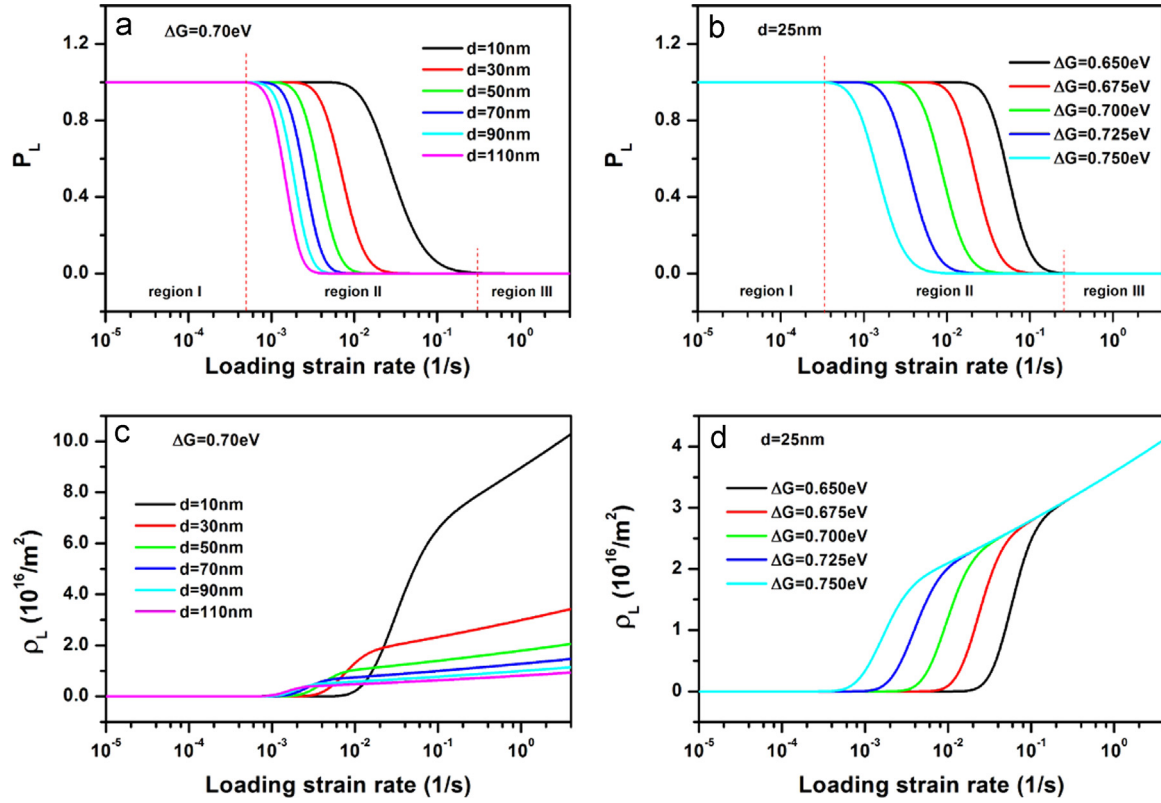 a
ΔG=0.70eV
d=10nm
d=30nm
d=50nm
d=70nm
d=90nm
d=110nm
1.2
0.8
0.4
0.0
P_L
region I
region II
region III
10^-5
10^-4
10^-3
10^-2
10^-1
10^0
Loading strain rate (1/s)
b
d=25nm
ΔG=0.650eV
ΔG=0.675eV
ΔG=0.700eV
ΔG=0.725eV
ΔG=0.750eV
1.2
0.8
0.4
0.0
P_L
region I
region II
region III
10^-5
10^-4
10^-3
10^-2
10^-1
10^0
Loading strain rate (1/s)
c
ΔG=0.70eV
d=10nm
d=30nm
d=50nm
d=70nm
d=90nm
d=110nm
10.0
8.0
6.0
4.0
2.0
0.0
ρ_L (10^16/m^2)
10^-5
10^-4
10^-3
10^-2
10^-1
10^0
Loading strain rate (1/s)
d
d=25nm
ΔG=0.650eV
ΔG=0.675eV
ΔG=0.700eV
ΔG=0.725eV
ΔG=0.750eV
4
3
2
1
0
ρ_L (10^16/m^2)
10^-5
10^-4
10^-3
10^-2
10^-1
10^0
Loading strain rate (1/s)